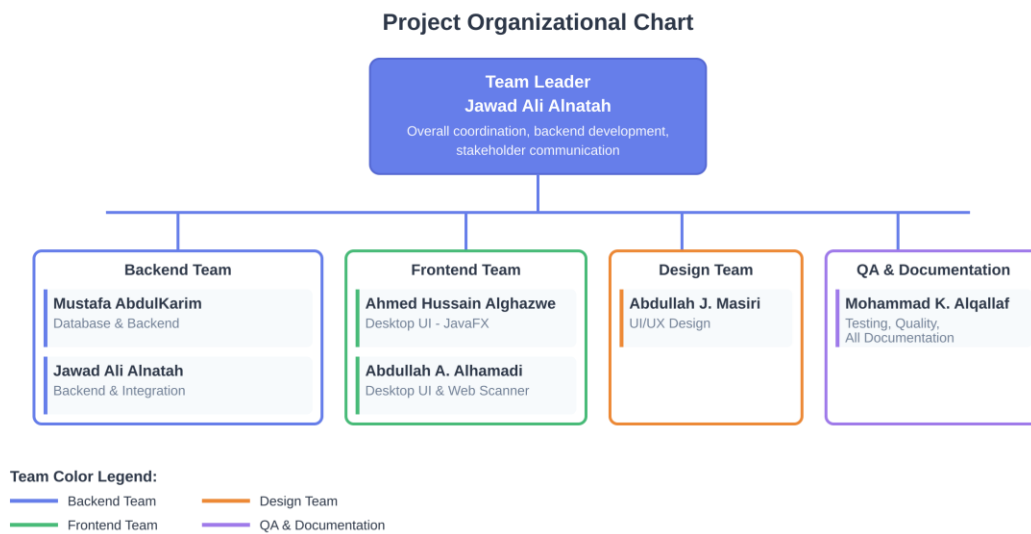 Project Organizational Chart
Team Leader
Jawad Ali Alnatah
Overall coordination, backend development,
stakeholder communication
Backend Team
Mustafa AbdulKarim
Database & Backend
Jawad Ali Alnatah
Backend & Integration
Frontend Team
Ahmed Hussain Alghazwe
Desktop UI - JavaFX
Abdullah A. Alhamadi
Desktop UI & Web Scanner
Design Team
Abdullah J. Masiri
UI/UX Design
QA & Documentation
Mohammad K. Alqallaf
Testing, Quality,
All Documentation
Team Color Legend:
Backend Team
Design Team
Frontend Team
QA & Documentation